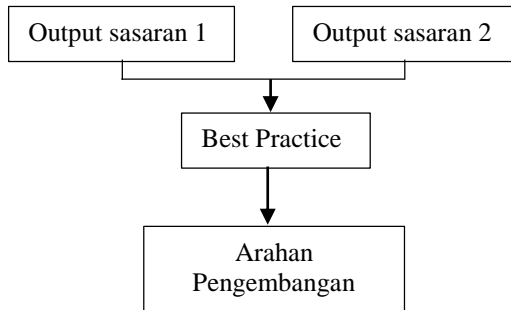 Output sasaran 1
Output sasaran 2
Best Practice
Arahan
Pengembangan